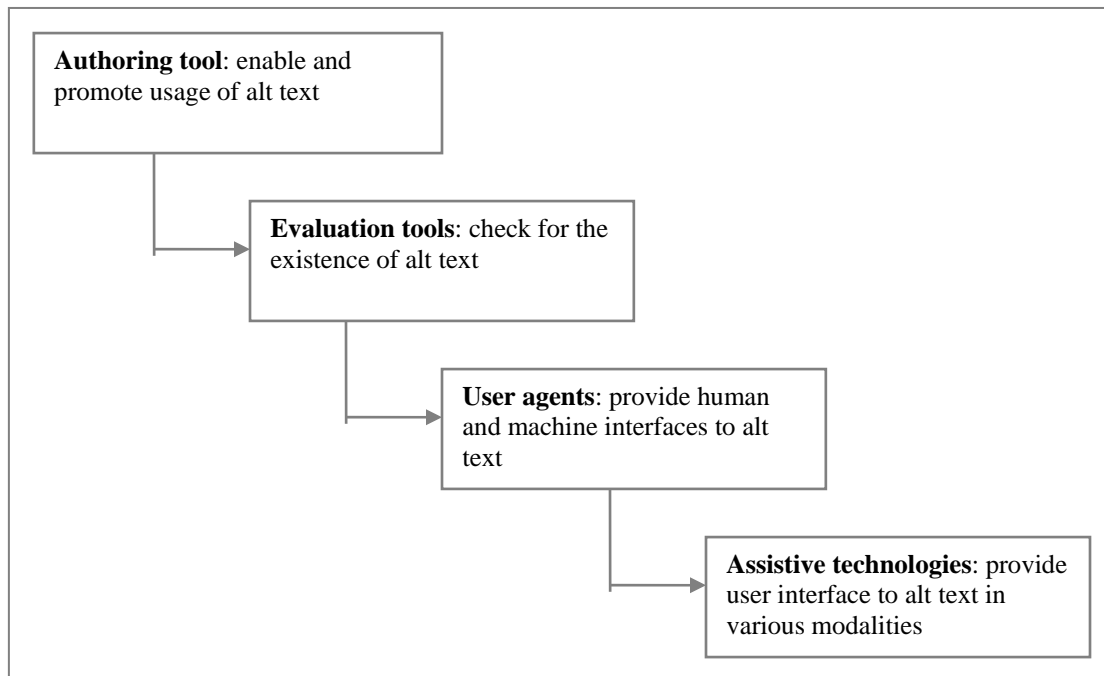 Authoring tool: enable and
promote usage of alt text
Evaluation tools: check for the
existence of alt text
User agents: provide human
and machine interfaces to alt
text
Assistive technologies: provide
user interface to alt text in
various modalities